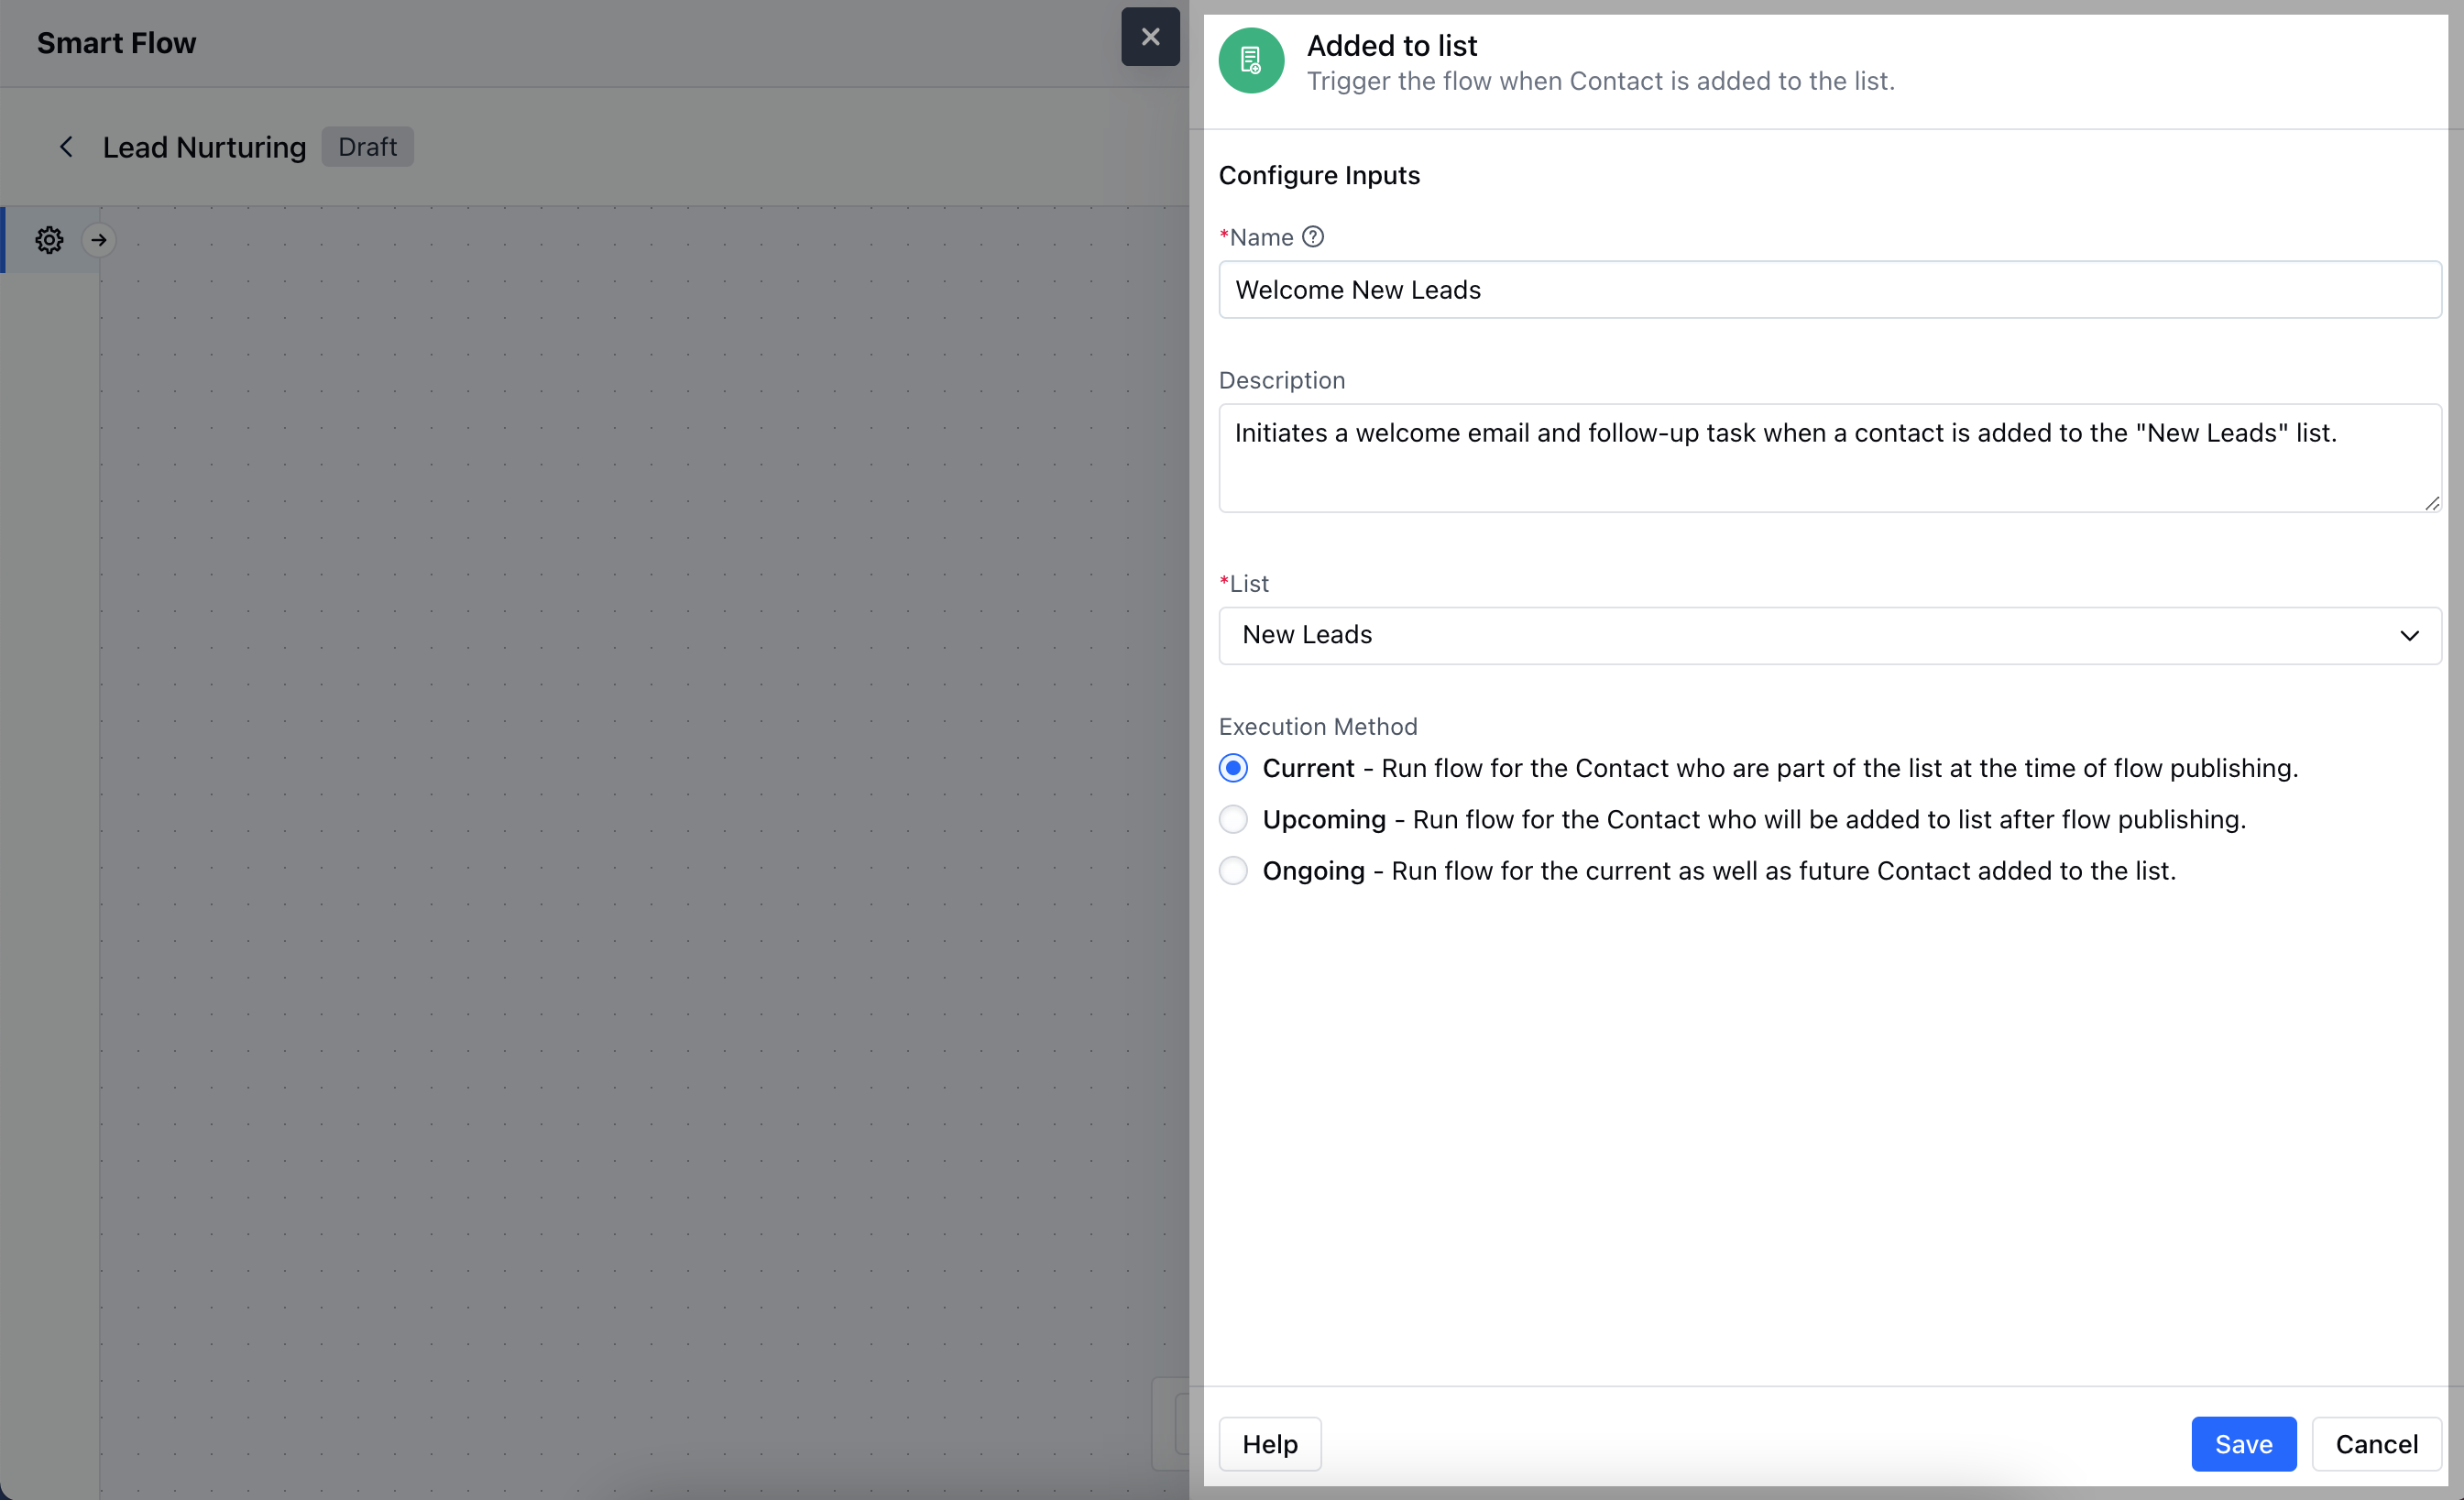 Smart Flow
Lead Nurturing
Draft
Added to list
Trigger the flow when Contact is added to the list.
Configure Inputs
*Name
Welcome New Leads
Description
Initiates a welcome email and follow-up task when a contact is added to the "New Leads" list.
*List
New Leads
Execution Method
Current - Run flow for the Contact who are part of the list at the time of flow publishing.
Upcoming - Run flow for the Contact who will be added to list after flow publishing.
Ongoing - Run flow for the current as well as future Contact added to the list.
Help
Save
Cancel